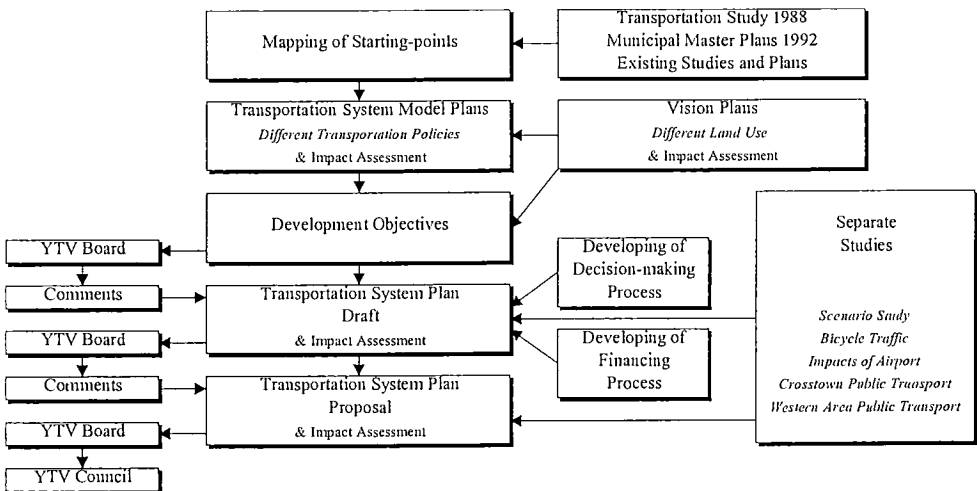 Mapping of Starting-points
Transportation Study 1988
Municipal Master Plans 1992
Existing Studies and Plans
Transportation System Model Plans
Different Transportation Policies
& Impact Assessment
Vision Plans
Different Land Use
& Impact Assessment
Development Objectives
Separate
Studies
Scenario Study
Bicycle Traffic
Impacts of Airport
Crosstown Public Transport
Western Area Public Transport
YTV Board
Comments
Developing of
Decision-making
Process
Transportation System Plan
Draft
& Impact Assessment
YTV Board
Comments
Developing of
Financing
Process
Transportation System Plan
Proposal
& Impact Assessment
YTV Board
YTV Council